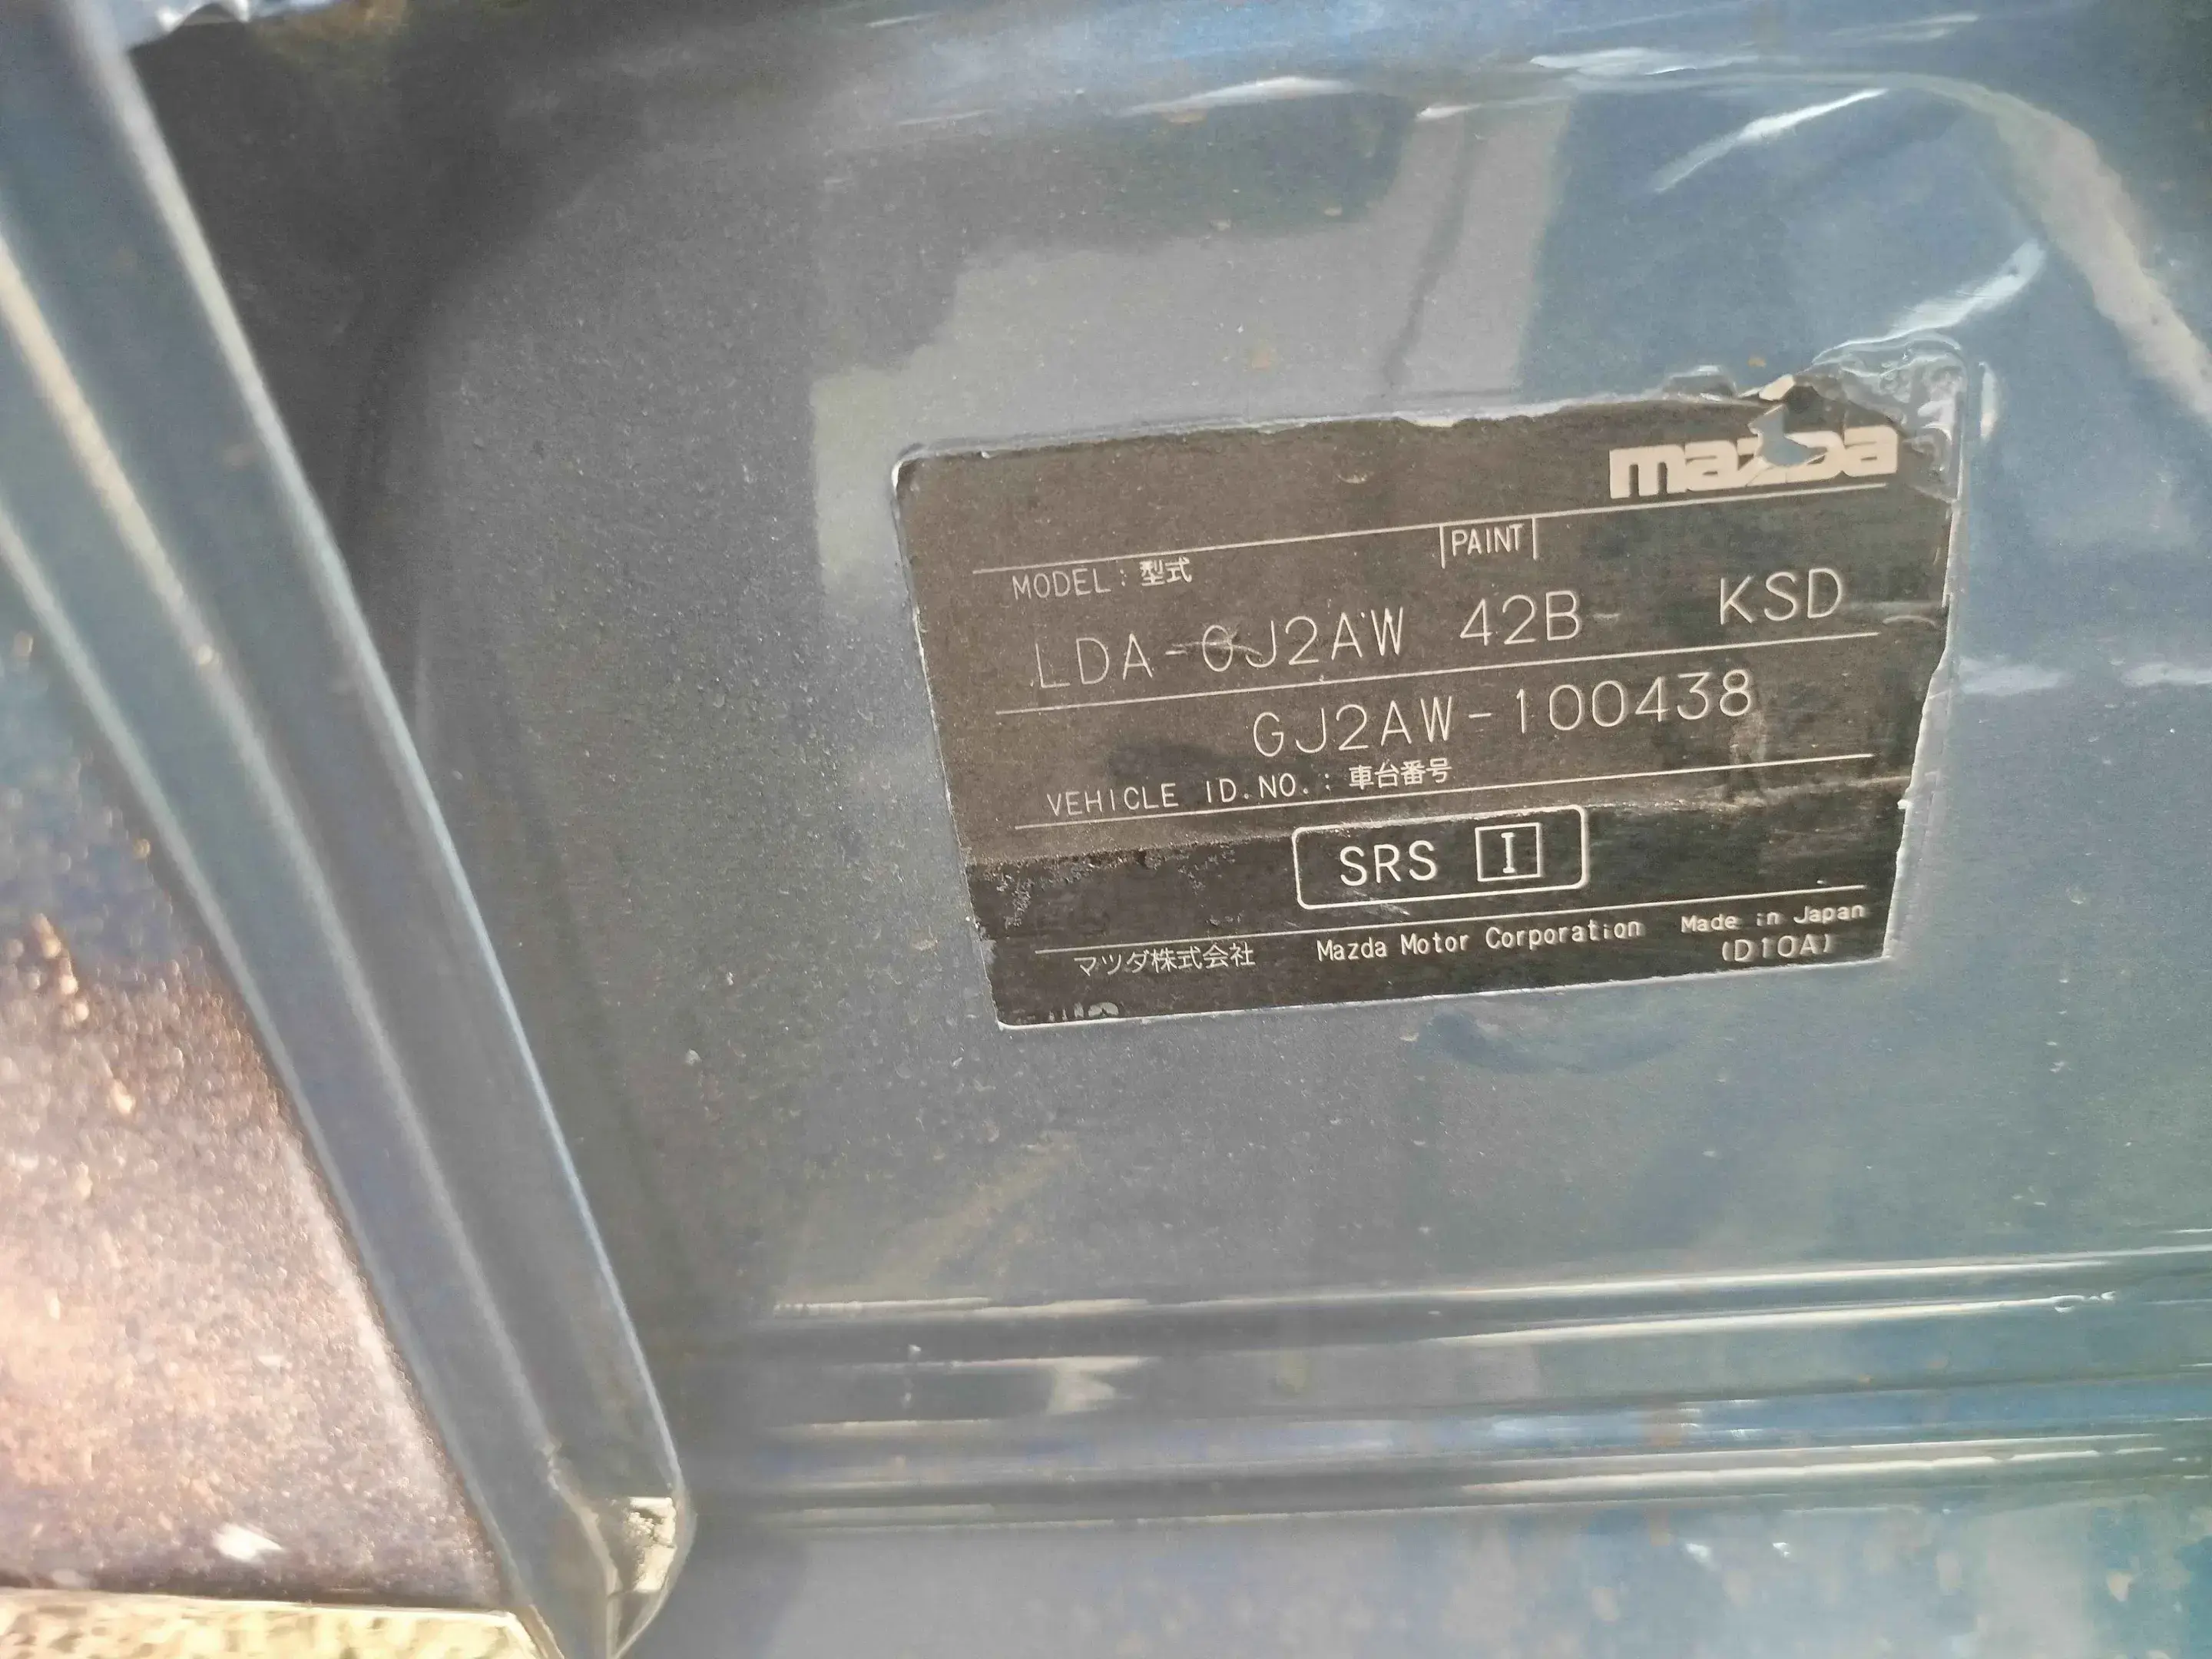 mazda
PAINT
MODEL : 型式
LDA-GJ2AW 42B KSD
GJ2AW-100438
VEHICLE ID.NO. : 車台番号
SRS I
マツダ株式会社 Mazda Motor Corporation Made in Japan
(D10A)